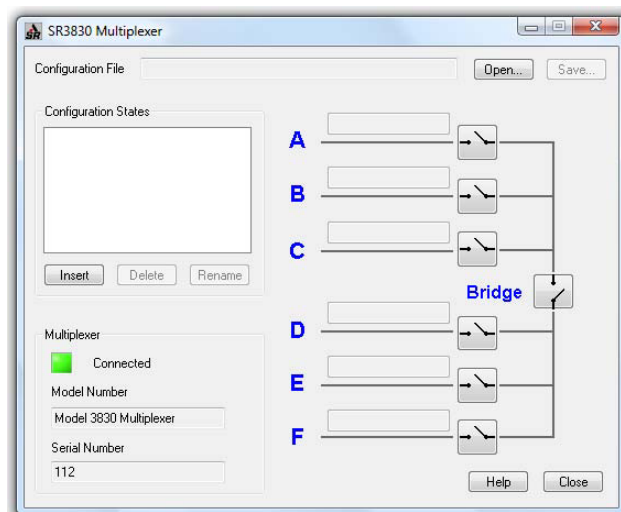 SR SR3830 Multiplexer
Configuration File
Open...
Save...
Configuration States
Insert
Delete
Rename
A
B
C
Bridge
D
E
F
Multiplexer
Connected
Model Number
Model 3830 Multiplexer
Serial Number
112
Help
Close